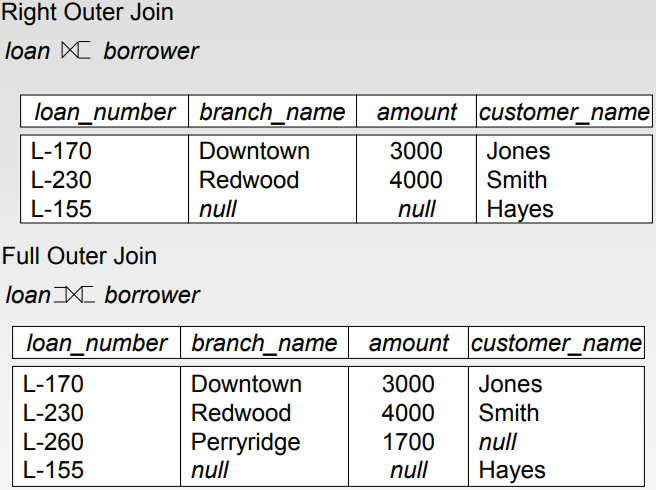 Right Outer Join
loan ⟖ borrower
loan_number branch_name amount customer_name
L-170 Downtown 3000 Jones
L-230 Redwood 4000 Smith
L-155 null null Hayes
Full Outer Join
loan ⟗ borrower
loan_number branch_name amount customer_name
L-170 Downtown 3000 Jones
L-230 Redwood 4000 Smith
L-260 Perryridge 1700 null
L-155 null null Hayes